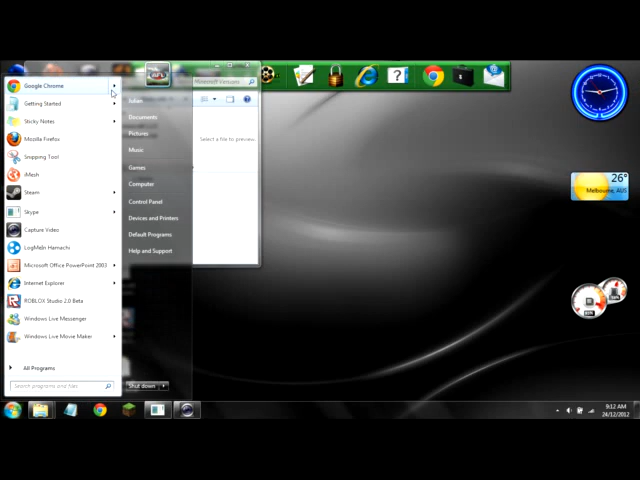 Google Chrome
Getting Started
Sticky Notes
Mozilla Firefox
Snipping Tool
iMesh
Steam
Skype
Capture Video
LogMeIn Hamachi
Microsoft Office PowerPoint 2003
Internet Explorer
ROBLOX Studio 2.0 Beta
Windows Live Messenger
Windows Live Movie Maker
All Programs
Search programs and files
AFL
Julian
Documents
Pictures
Music
Games
Computer
Control Panel
Devices and Printers
Default Programs
Help and Support
Shut down
Select a file to preview.
26°
Melbourne, AUS
9:12 AM
24/12/2012